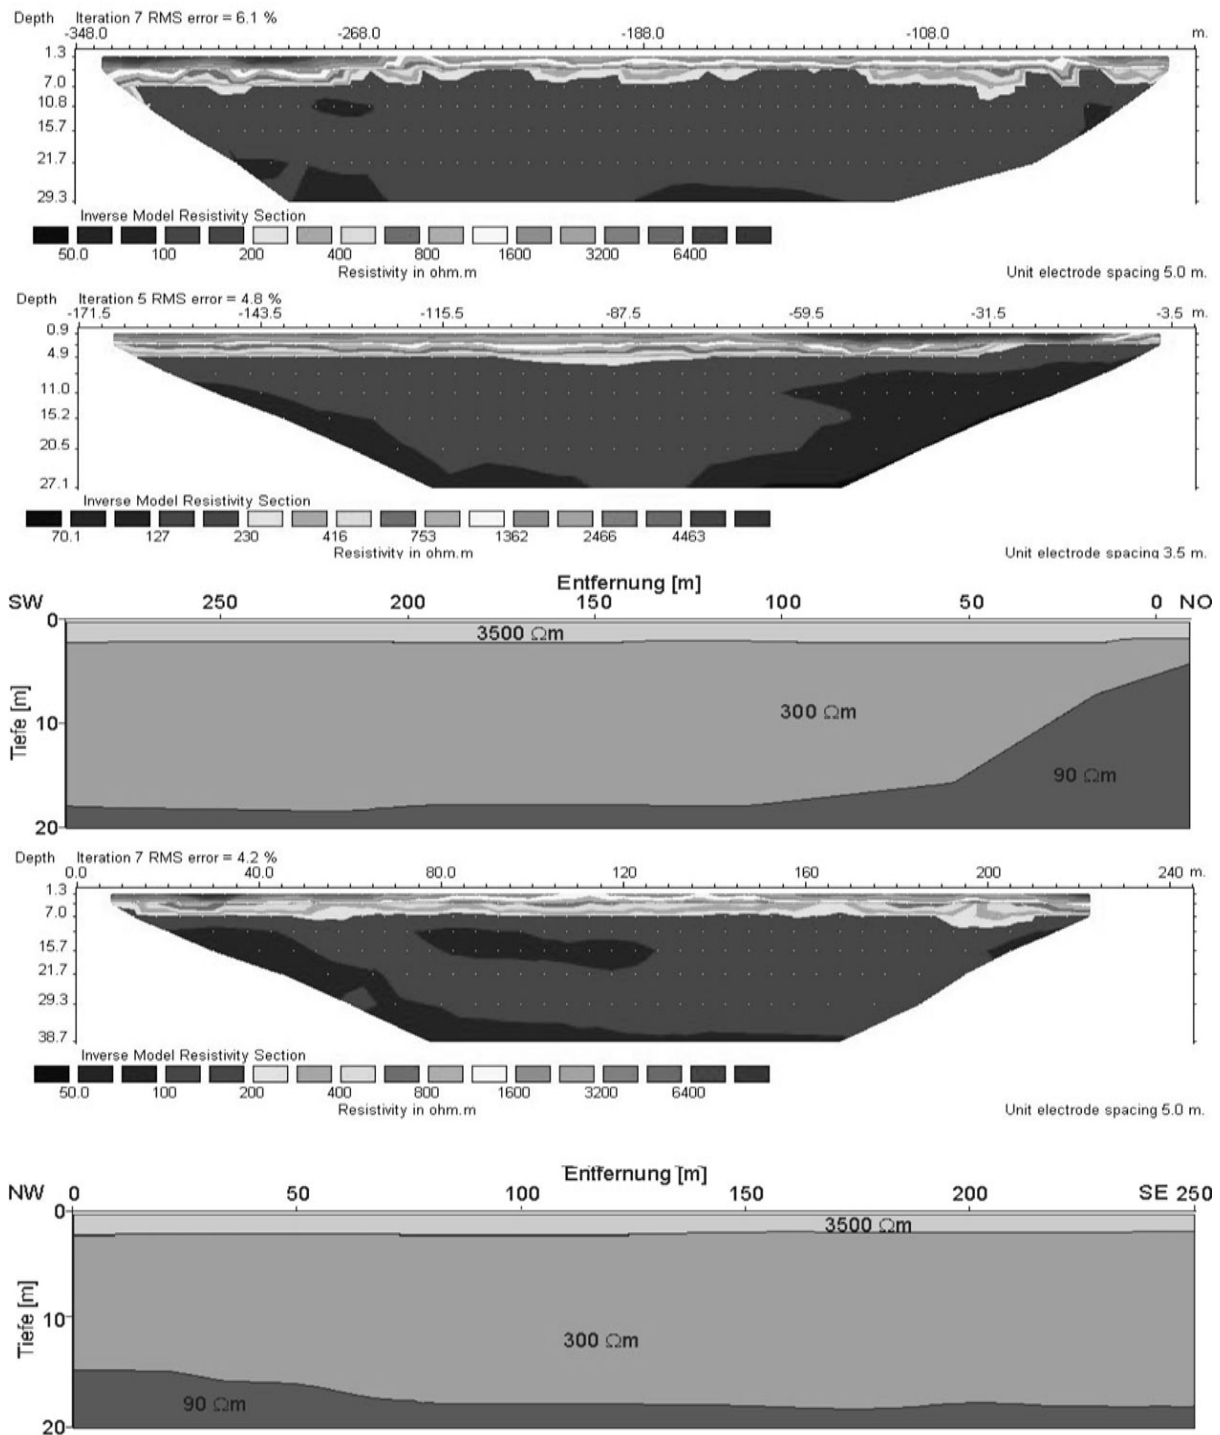 Depth Iteration 7 RMS error = 6.1 %
-348.0 -268.0 -188.0 -108.0 m.
1.3
7.0
10.8
15.7
21.7
29.3
Inverse Model Resistivity Section
50.0 100 200 400 800 1600 3200 6400
Resistivity in ohm.m
Unit electrode spacing 5.0 m.
Depth Iteration 5 RMS error = 4.8 %
-171.5 -143.5 -115.5 -87.5 -59.5 -31.5 -3.5 m.
0.9
4.9
11.0
15.2
20.5
27.1
Inverse Model Resistivity Section
70.1 127 230 416 753 1362 2466 4463
Resistivity in ohm.m
Unit electrode spacing 3.5 m.
Entfernung [m]
SW 250 200 150 100 50 0 NO
0
3500 Ωm
Tiefe [m]
10
300 Ωm
90 Ωm
20
Depth Iteration 7 RMS error = 4.2 %
0.0 40.0 80.0 120 160 200 240 m.
1.3
7.0
15.7
21.7
29.3
38.7
Inverse Model Resistivity Section
50.0 100 200 400 800 1600 3200 6400
Resistivity in ohm.m
Unit electrode spacing 5.0 m.
Entfernung [m]
NW 0 50 100 150 200 SE 250
0
3500 Ωm
Tiefe [m]
10
300 Ωm
90 Ωm
20